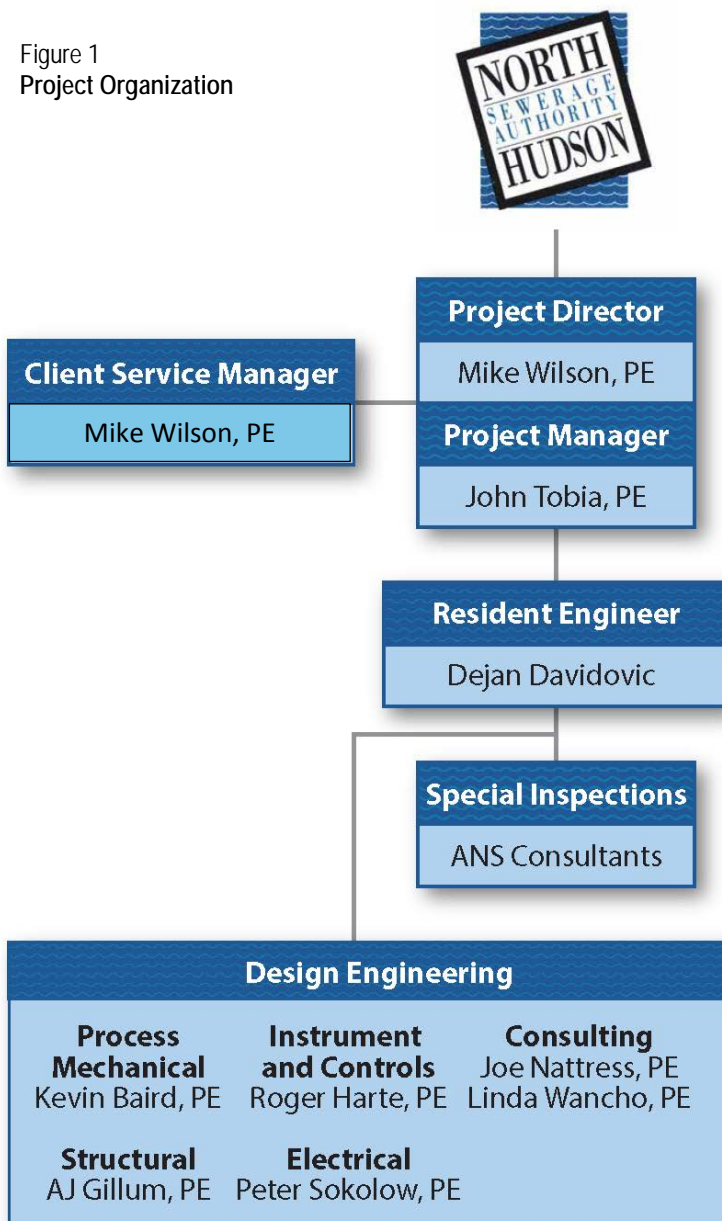 Figure 1
Project Organization
NORTH
SEWERAGE
AUTHORITY
HUDSON
Project Director
Mike Wilson, PE
Client Service Manager
Mike Wilson, PE
Project Manager
John Tobia, PE
Resident Engineer
Dejan Davidovic
Special Inspections
ANS Consultants
Design Engineering
Process
Mechanical
Kevin Baird, PE
Instrument
and Controls
Roger Harte, PE
Consulting
Joe Nattress, PE
Linda Wancho, PE
Structural
AJ Gillum, PE
Electrical
Peter Sokolow, PE